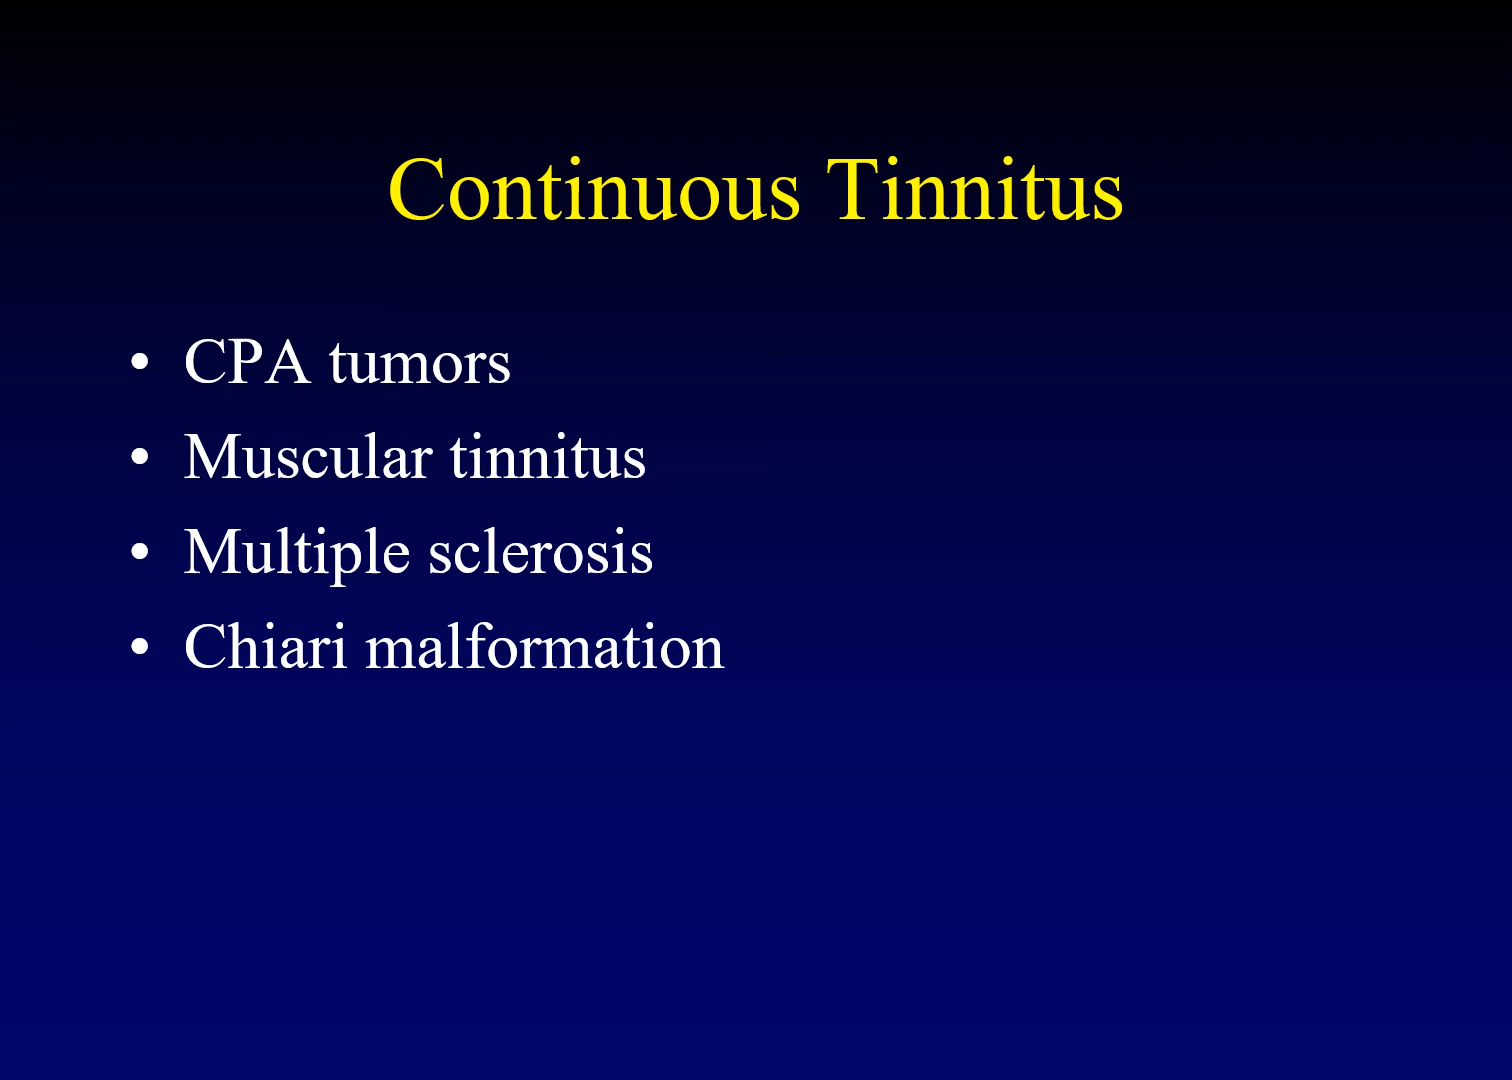 Continuous Tinnitus
• CPA tumors
• Muscular tinnitus
• Multiple sclerosis
• Chiari malformation